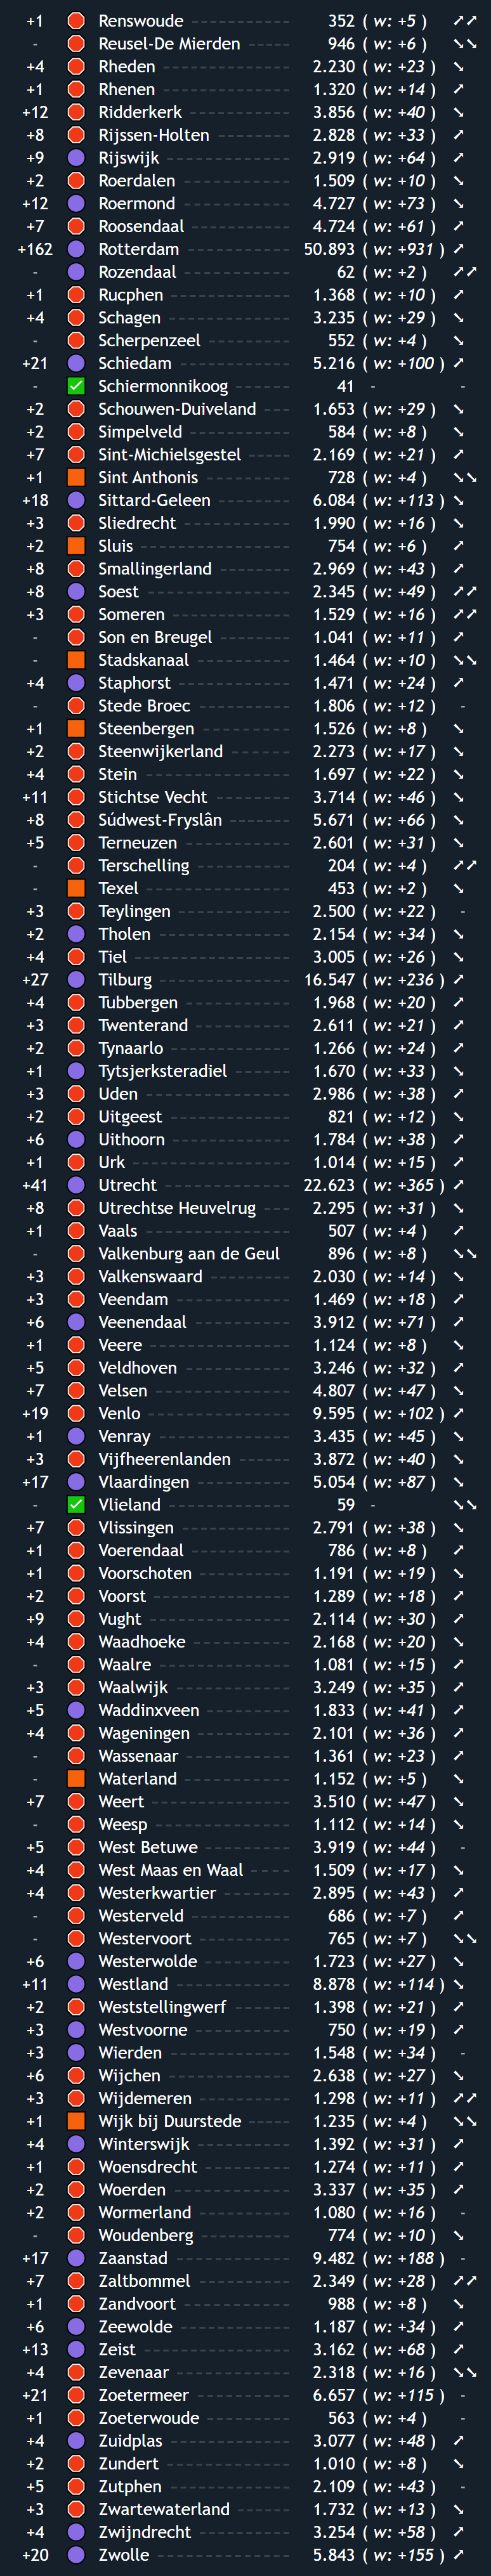 +1 Renswoude ------- 352 ( w: +5 ) ➚➚
- Reusel-De Mierden ------- 946 ( w: +6 ) ➘➘
+4 Rheden ------- 2.230 ( w: +23 ) ➘
+1 Rhenen ------- 1.320 ( w: +14 ) ➚
+12 Ridderkerk ------- 3.856 ( w: +40 ) ➘
+8 Rijssen-Holten ------- 2.828 ( w: +33 ) ➚
+9 Rijswijk ------- 2.919 ( w: +64 ) ➚
+2 Roerdalen ------- 1.509 ( w: +10 ) ➘
+12 Roermond ------- 4.727 ( w: +73 ) ➘
+7 Roosendaal ------- 4.724 ( w: +61 ) ➚
+162 Rotterdam ------- 50.893 ( w: +931 ) ➚
- Rozendaal ------- 62 ( w: +2 ) ➚➚
+1 Rucphen ------- 1.368 ( w: +10 ) ➚
+4 Schagen ------- 3.235 ( w: +29 ) ➘
- Scherpenzeel ------- 552 ( w: +4 ) ➘
+21 Schiedam ------- 5.216 ( w: +100 ) ➚
- Schiermonnikoog ------- 41 - -
+2 Schouwen-Duiveland ---- 1.653 ( w: +29 ) ➘
+2 Simpelveld ------- 584 ( w: +8 ) ➘
+7 Sint-Michielsgestel ------- 2.169 ( w: +21 ) ➚
+1 Sint Anthonis ------- 728 ( w: +4 ) ➘➘
+18 Sittard-Geleen ------- 6.084 ( w: +113 ) ➘
+3 Sliedrecht ------- 1.990 ( w: +16 ) ➘
+2 Sluis ------- 754 ( w: +6 ) ➚
+8 Smallingerland ------- 2.969 ( w: +43 ) ➚
+8 Soest ------- 2.345 ( w: +49 ) ➚➚
+3 Someren ------- 1.529 ( w: +16 ) ➚➚
- Son en Breugel ------- 1.041 ( w: +11 ) ➚
- Stadskanaal ------- 1.464 ( w: +10 ) ➘➘
+4 Staphorst ------- 1.471 ( w: +24 ) ➚
- Stede Broec ------- 1.806 ( w: +12 ) -
+1 Steenbergen ------- 1.526 ( w: +8 ) ➘
+2 Steenwijkerland ------- 2.273 ( w: +17 ) ➘
+4 Stein ------- 1.697 ( w: +22 ) ➘
+11 Stichtse Vecht ------- 3.714 ( w: +46 ) ➘
+8 Súdwest-Fryslân ------- 5.671 ( w: +66 ) ➘
+5 Terneuzen ------- 2.601 ( w: +31 ) ➘
- Terschelling ------- 204 ( w: +4 ) ➚➚
- Texel ------- 453 ( w: +2 ) ➘
+3 Teylingen ------- 2.500 ( w: +22 ) -
+2 Tholen ------- 2.154 ( w: +34 ) ➘
+4 Tiel ------- 3.005 ( w: +26 ) ➘
+27 Tilburg ------- 16.547 ( w: +236 ) ➚
+4 Tubbergen ------- 1.968 ( w: +20 ) ➚
+3 Twenterand ------- 2.611 ( w: +21 ) ➚
+2 Tynaarlo ------- 1.266 ( w: +24 ) ➚
+1 Tytsjerksteradiel ------- 1.670 ( w: +33 ) ➘
+3 Uden ------- 2.986 ( w: +38 ) ➚
+2 Uitgeest ------- 821 ( w: +12 ) ➘
+6 Uithoorn ------- 1.784 ( w: +38 ) ➚
+1 Urk ------- 1.014 ( w: +15 ) ➚
+41 Utrecht ------- 22.623 ( w: +365 ) ➚
+8 Utrechtse Heuvelrug ---- 2.295 ( w: +31 ) ➘
+1 Vaals ------- 507 ( w: +4 ) ➚
- Valkenburg aan de Geul 896 ( w: +8 ) ➘➘
+3 Valkenswaard ------- 2.030 ( w: +14 ) ➘
+3 Veendam ------- 1.469 ( w: +18 ) ➚
+6 Veenendaal ------- 3.912 ( w: +71 ) ➚
+1 Veere ------- 1.124 ( w: +8 ) ➘
+5 Veldhoven ------- 3.246 ( w: +32 ) ➚
+7 Velsen ------- 4.807 ( w: +47 ) ➘
+19 Venlo ------- 9.595 ( w: +102 ) ➚
+1 Venray ------- 3.435 ( w: +45 ) ➘
+3 Vijfheerenlanden ------- 3.872 ( w: +40 ) ➘
+17 Vlaardingen ------- 5.054 ( w: +87 ) ➘
- Vlieland ------- 59 - ➘➘
+7 Vlissingen ------- 2.791 ( w: +38 ) ➘
+1 Voerendaal ------- 786 ( w: +8 ) ➚
+1 Voorschoten ------- 1.191 ( w: +19 ) ➘
+2 Voorst ------- 1.289 ( w: +18 ) ➚
+9 Vught ------- 2.114 ( w: +30 ) ➚
+4 Waadhoeke ------- 2.168 ( w: +20 ) ➘
- Waalre ------- 1.081 ( w: +15 ) ➚
+3 Waalwijk ------- 3.249 ( w: +35 ) ➚
+5 Waddinxveen ------- 1.833 ( w: +41 ) ➚
+4 Wageningen ------- 2.101 ( w: +36 ) ➚
- Wassenaar ------- 1.361 ( w: +23 ) ➚
- Waterland ------- 1.152 ( w: +5 ) ➘
+7 Weert ------- 3.510 ( w: +47 ) ➘
- Weesp ------- 1.112 ( w: +14 ) ➘
+5 West Betuwe ------- 3.919 ( w: +44 ) -
+4 West Maas en Waal ------- 1.509 ( w: +17 ) ➘
+4 Westerkwartier ------- 2.895 ( w: +43 ) ➚
- Westerveld ------- 686 ( w: +7 ) ➚
- Westervoort ------- 765 ( w: +7 ) ➘➘
+6 Westerwolde ------- 1.723 ( w: +27 ) ➘
+11 Westland ------- 8.878 ( w: +114 ) ➘
+2 Weststellingwerf ------- 1.398 ( w: +21 ) ➚
+3 Westvoorne ------- 750 ( w: +19 ) ➚
+3 Wierden ------- 1.548 ( w: +34 ) -
+6 Wijchen ------- 2.638 ( w: +27 ) ➘
+3 Wijdemeren ------- 1.298 ( w: +11 ) ➚➚
+1 Wijk bij Duurstede ------- 1.235 ( w: +4 ) ➘➘
+4 Winterswijk ------- 1.392 ( w: +31 ) ➚
+1 Woensdrecht ------- 1.274 ( w: +11 ) ➚
+2 Woerden ------- 3.337 ( w: +35 ) ➚
+2 Wormerland ------- 1.080 ( w: +16 ) -
- Woudenberg ------- 774 ( w: +10 ) ➘
+17 Zaanstad ------- 9.482 ( w: +188 ) -
+7 Zaltbommel ------- 2.349 ( w: +28 ) ➚➚
+1 Zandvoort ------- 988 ( w: +8 ) ➘
+6 Zeewolde ------- 1.187 ( w: +34 ) ➚
+13 Zeist ------- 3.162 ( w: +68 ) ➚
+4 Zevenaar ------- 2.318 ( w: +16 ) ➘➘
+21 Zoetermeer ------- 6.657 ( w: +115 ) -
+1 Zoeterwoude ------- 563 ( w: +4 ) -
+4 Zuidplas ------- 3.077 ( w: +48 ) ➚
+2 Zundert ------- 1.010 ( w: +8 ) ➘
+5 Zutphen ------- 2.109 ( w: +43 ) -
+3 Zwartewaterland ------- 1.732 ( w: +13 ) ➘
+4 Zwijndrecht ------- 3.254 ( w: +58 ) ➚
+20 Zwolle ------- 5.843 ( w: +155 ) ➚